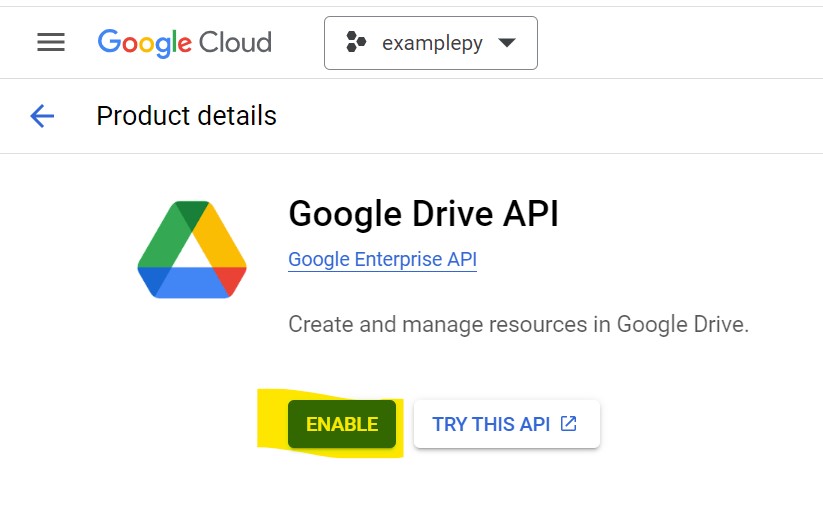 Google Cloud examplepy
Product details
Google Drive API
Google Enterprise API
Create and manage resources in Google Drive.
ENABLE TRY THIS API